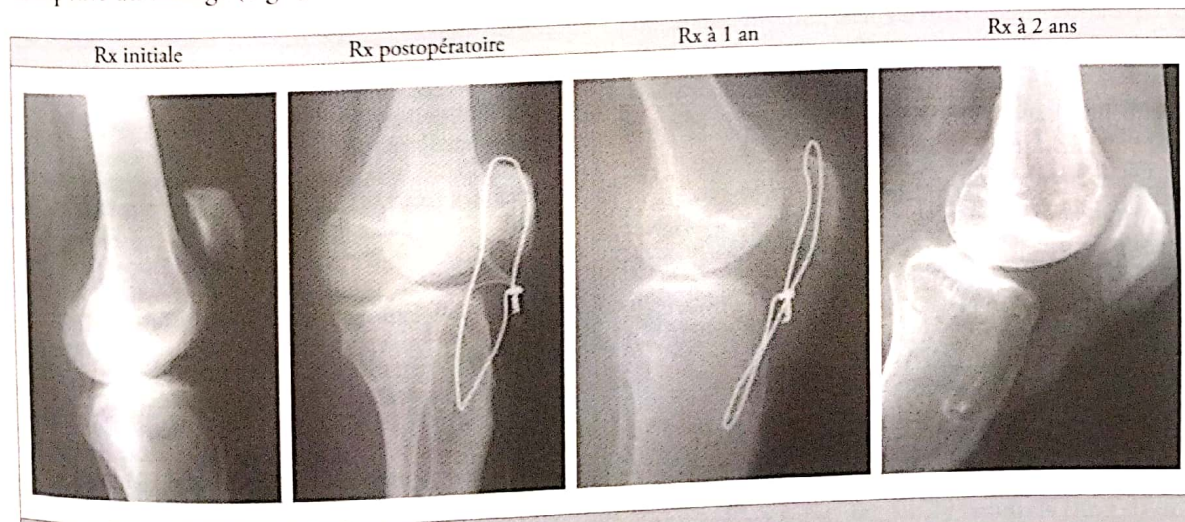 Rx initiale
Rx postopératoire
Rx à 1 an
Rx à 2 ans